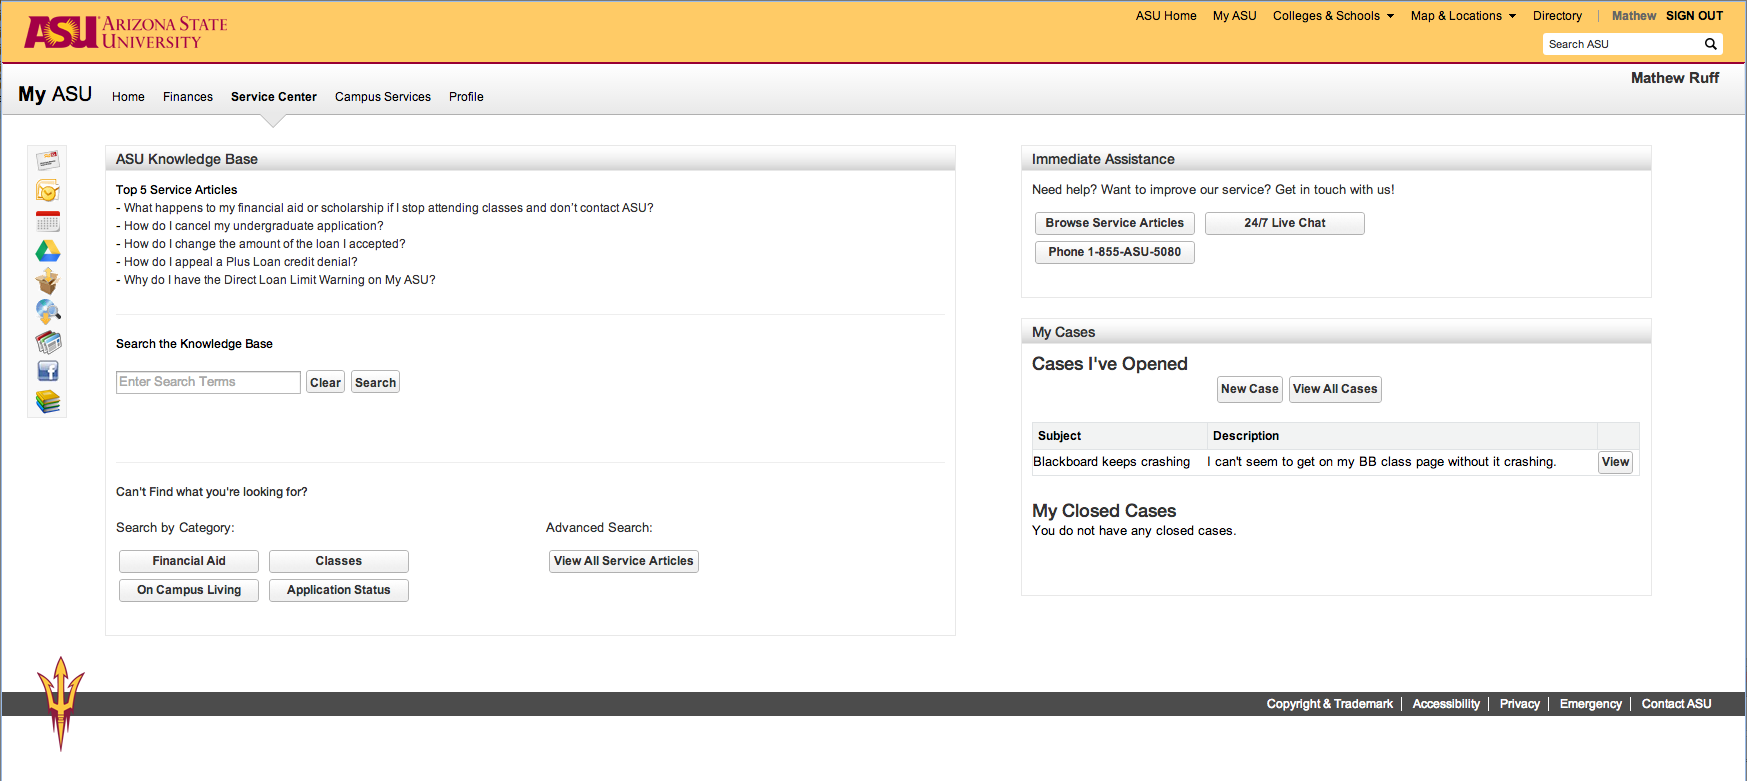 ASU ARIZONA STATE
UNIVERSITY
ASU Home My ASU Colleges & Schools Map & Locations Directory | Mathew SIGN OUT
Search ASU
Mathew Ruff
My ASU Home Finances Service Center Campus Services Profile
ASU Knowledge Base
Top 5 Service Articles
- What happens to my financial aid or scholarship if I stop attending classes and don't contact ASU?
- How do I cancel my undergraduate application?
- How do I change the amount of the loan I accepted?
- How do I appeal a Plus Loan credit denial?
- Why do I have the Direct Loan Limit Warning on My ASU?
Search the Knowledge Base
Enter Search Terms Clear Search
Can't Find what you're looking for?
Search by Category: Advanced Search:
Financial Aid Classes View All Service Articles
On Campus Living Application Status
Immediate Assistance
Need help? Want to improve our service? Get in touch with us!
Browse Service Articles 24/7 Live Chat
Phone 1-855-ASU-5080
My Cases
Cases I've Opened
New Case View All Cases
Subject Description
Blackboard keeps crashing I can't seem to get on my BB class page without it crashing. View
My Closed Cases
You do not have any closed cases.
Copyright & Trademark | Accessibility | Privacy | Emergency | Contact ASU